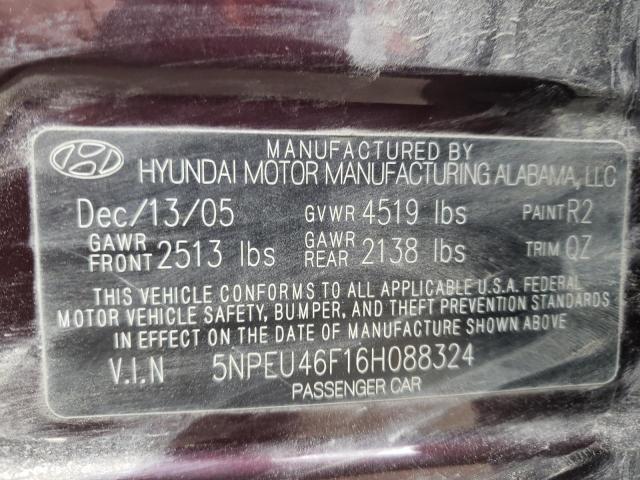 MANUFACTURED BY
HYUNDAI MOTOR MANUFACTURING ALABAMA, LLC
Dec/13/05 GVWR 4519 lbs PAINT R2
GAWR FRONT 2513 lbs GAWR REAR 2138 lbs TRIM QZ
THIS VEHICLE CONFORMS TO ALL APPLICABLE U.S.A. FEDERAL
MOTOR VEHICLE SAFETY, BUMPER, AND THEFT PREVENTION STANDARDS
IN EFFECT ON THE DATE OF MANUFACTURE SHOWN ABOVE
V.I.N 5NPEU46F16H088324
PASSENGER CAR